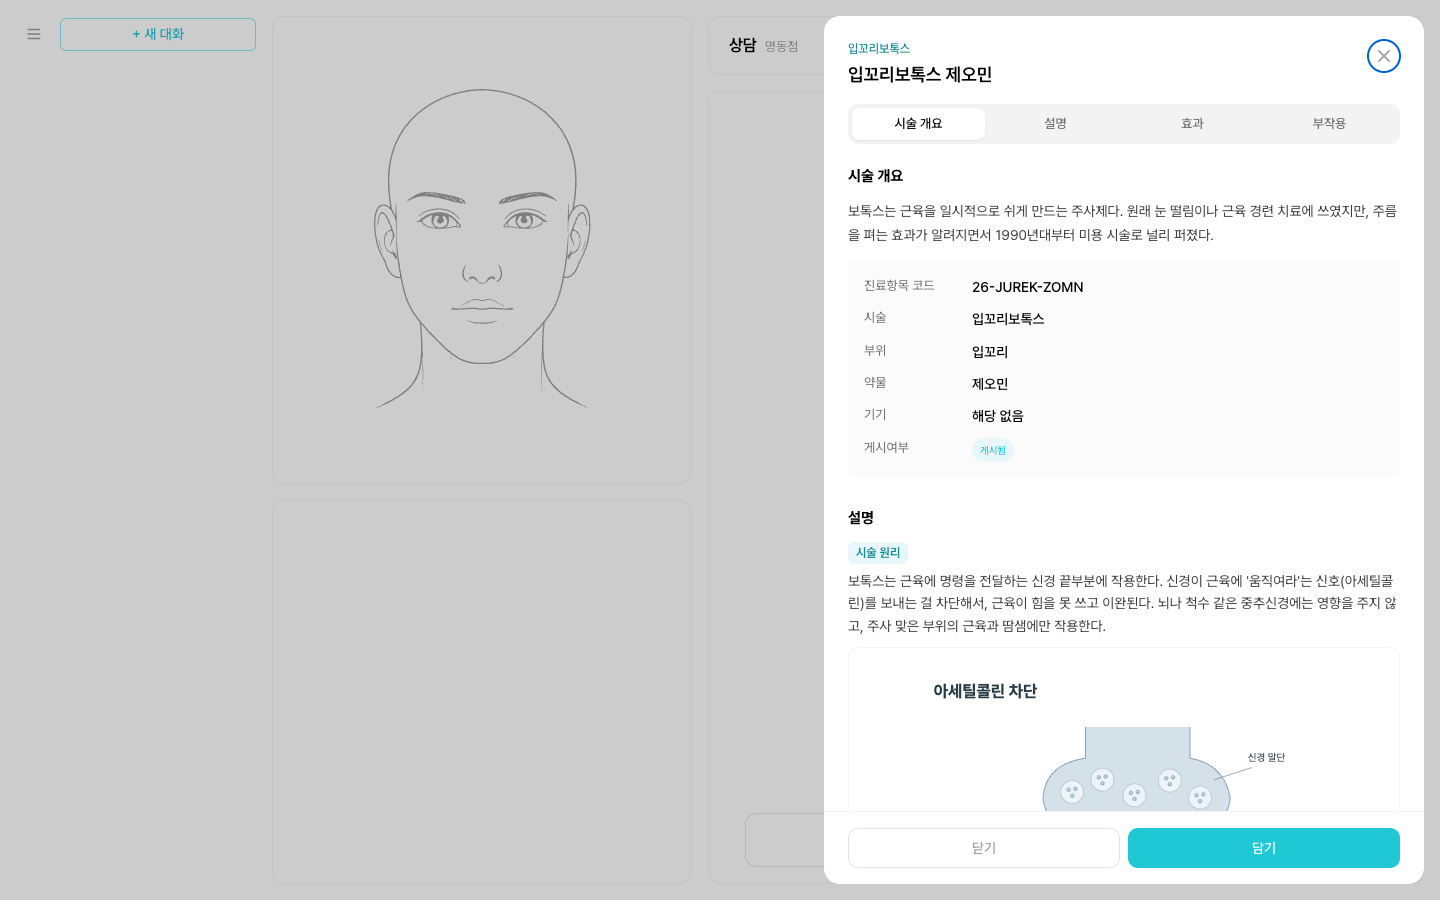 + 새 대화
상담 명동점
입꼬리보톡스
입꼬리보톡스 제오민
시술 개요
설명
효과
부작용
시술 개요
보톡스는 근육을 일시적으로 쉬게 만드는 주사제다. 원래 눈 떨림이나 근육 경련 치료에 쓰였지만, 주름
을 펴는 효과가 알려지면서 1990년대부터 미용 시술로 널리 퍼졌다.
진료항목 코드 26-JUREK-ZOMN
시술 입꼬리보톡스
부위 입꼬리
약물 제오민
기기 해당 없음
게시여부 게시됨
설명
시술 원리
보톡스는 근육에 명령을 전달하는 신경 끝부분에 작용한다. 신경이 근육에 '움직여라'는 신호(아세틸콜
린)를 보내는 걸 차단해서, 근육이 힘을 못 쓰고 이완된다. 뇌나 척수 같은 중추신경에는 영향을 주지 않
고, 주사 맞은 부위의 근육과 땀샘에만 작용한다.
아세틸콜린 차단
신경 말단
닫기
담기